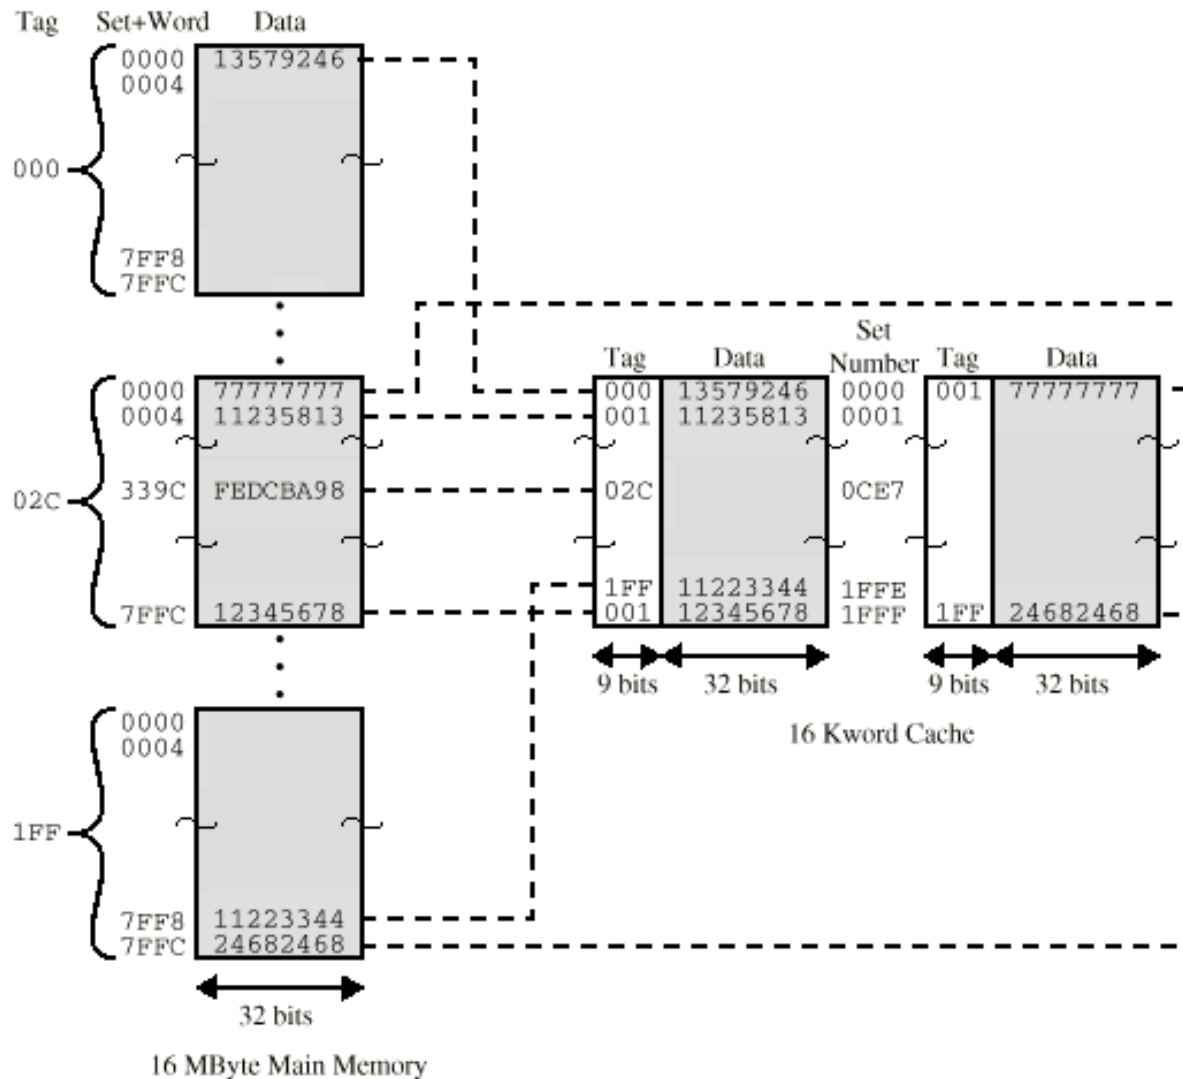 Tag Set+Word Data
0000 13579246
0004
000
7FF8
7FFC
Set
Tag Data Number Tag Data
0000 77777777 000 13579246 0000 001 77777777
0004 11235813 001 11235813 0001
02C 339C FEDCBA98 02C 0CE7
1FF 11223344 1FFE
7FFC 12345678 001 12345678 1FFF 1FF 24682468
9 bits 32 bits 9 bits 32 bits
16 Kword Cache
0000
0004
1FF
7FF8 11223344
7FFC 24682468
32 bits
16 MByte Main Memory